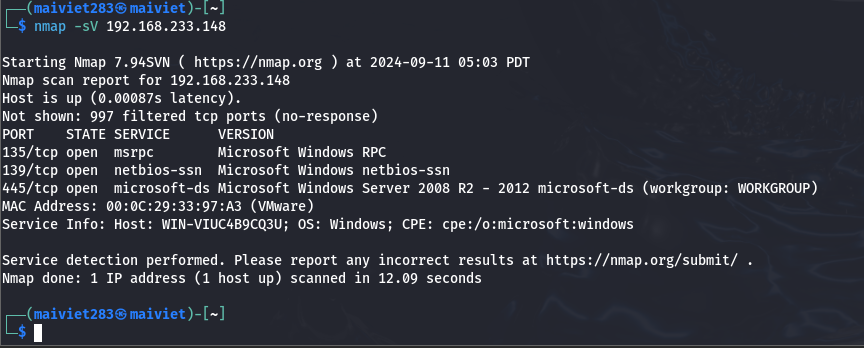 ┌──(maiviet283㉿maiviet)-[~]
└─$ nmap -sV 192.168.233.148
Starting Nmap 7.94SVN ( https://nmap.org ) at 2024-09-11 05:03 PDT
Nmap scan report for 192.168.233.148
Host is up (0.00087s latency).
Not shown: 997 filtered tcp ports (no-response)
PORT    STATE SERVICE      VERSION
135/tcp open  msrpc        Microsoft Windows RPC
139/tcp open  netbios-ssn  Microsoft Windows netbios-ssn
445/tcp open  microsoft-ds Microsoft Windows Server 2008 R2 - 2012 microsoft-ds (workgroup: WORKGROUP)
MAC Address: 00:0C:29:33:97:A3 (VMware)
Service Info: Host: WIN-VIUC4B9CQ3U; OS: Windows; CPE: cpe:/o:microsoft:windows
Service detection performed. Please report any incorrect results at https://nmap.org/submit/ .
Nmap done: 1 IP address (1 host up) scanned in 12.09 seconds
┌──(maiviet283㉿maiviet)-[~]
└─$